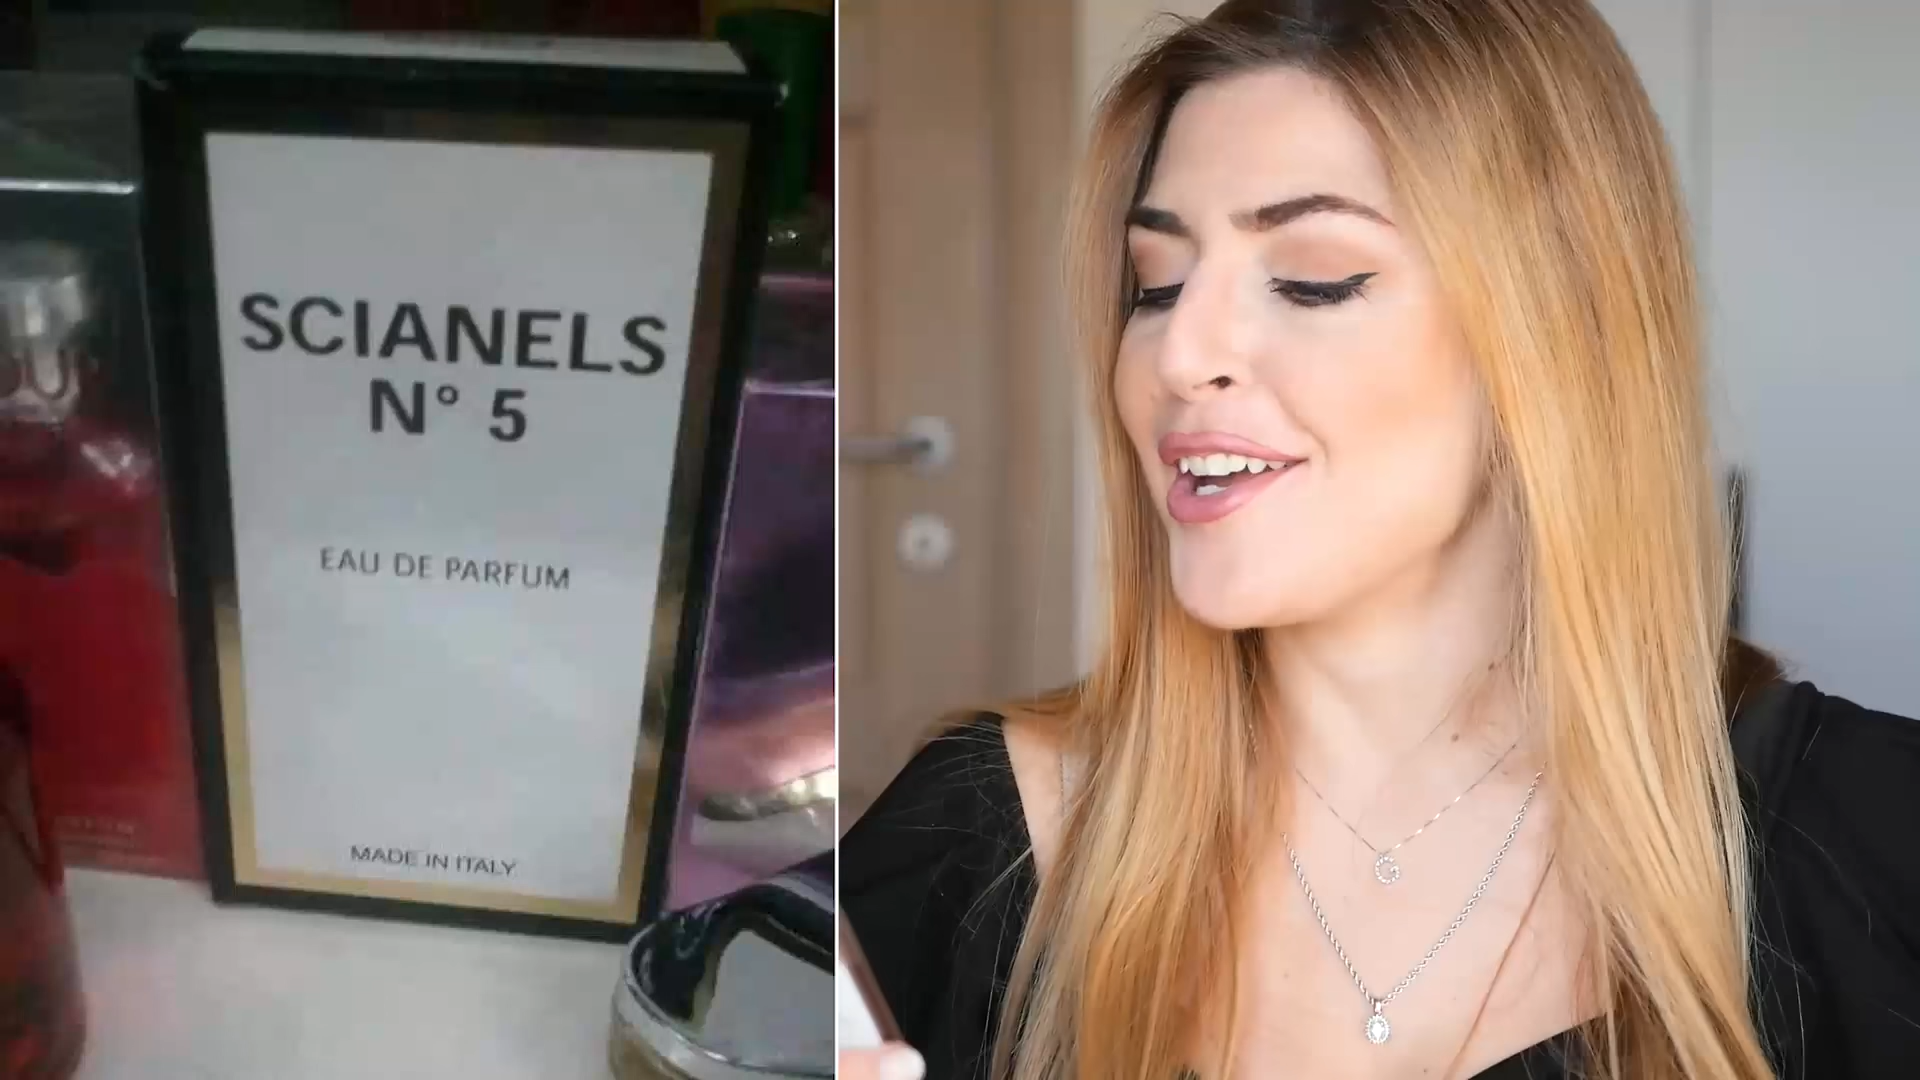 SCIANELS
N° 5
EAU DE PARFUM
MADE IN ITALY
G